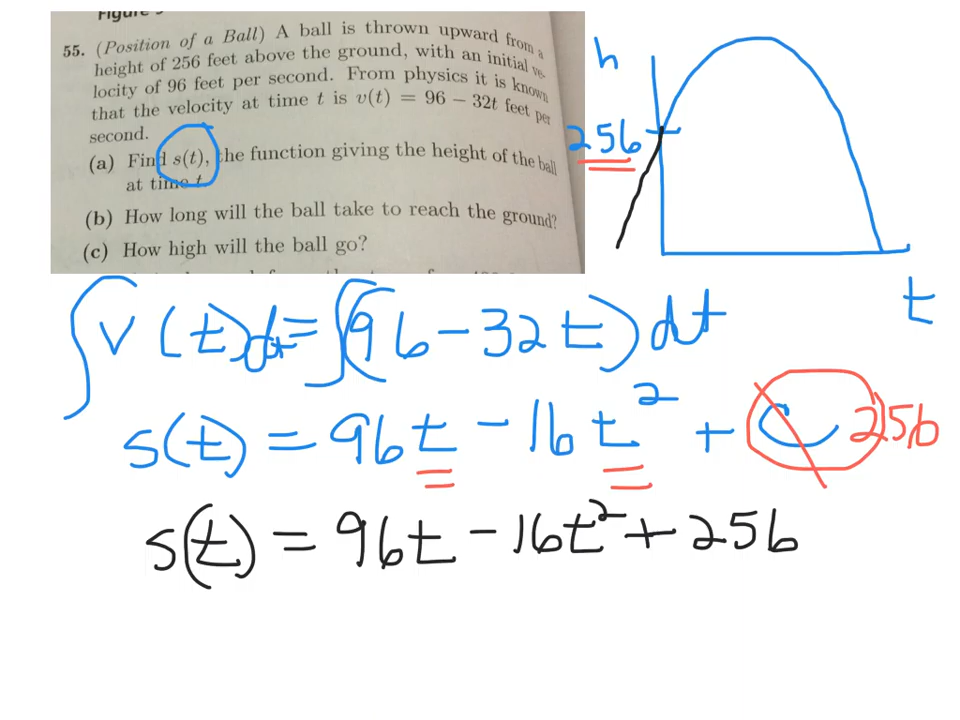 Figure
55. (Position of a Ball) A ball is thrown upward from a
height of 256 feet above the ground, with an initial ve-
locity of 96 feet per second. From physics it is known
that the velocity at time t is v(t) = 96 − 32t feet per
second.
(a) Find s(t), the function giving the height of the ball
at time t.
(b) How long will the ball take to reach the ground?
(c) How high will the ball go?
h
256
t
∫v(t)dt = ∫(96 − 32t)dt
s(t) = 96t − 16t² + C 256
s(t) = 96t − 16t² + 256